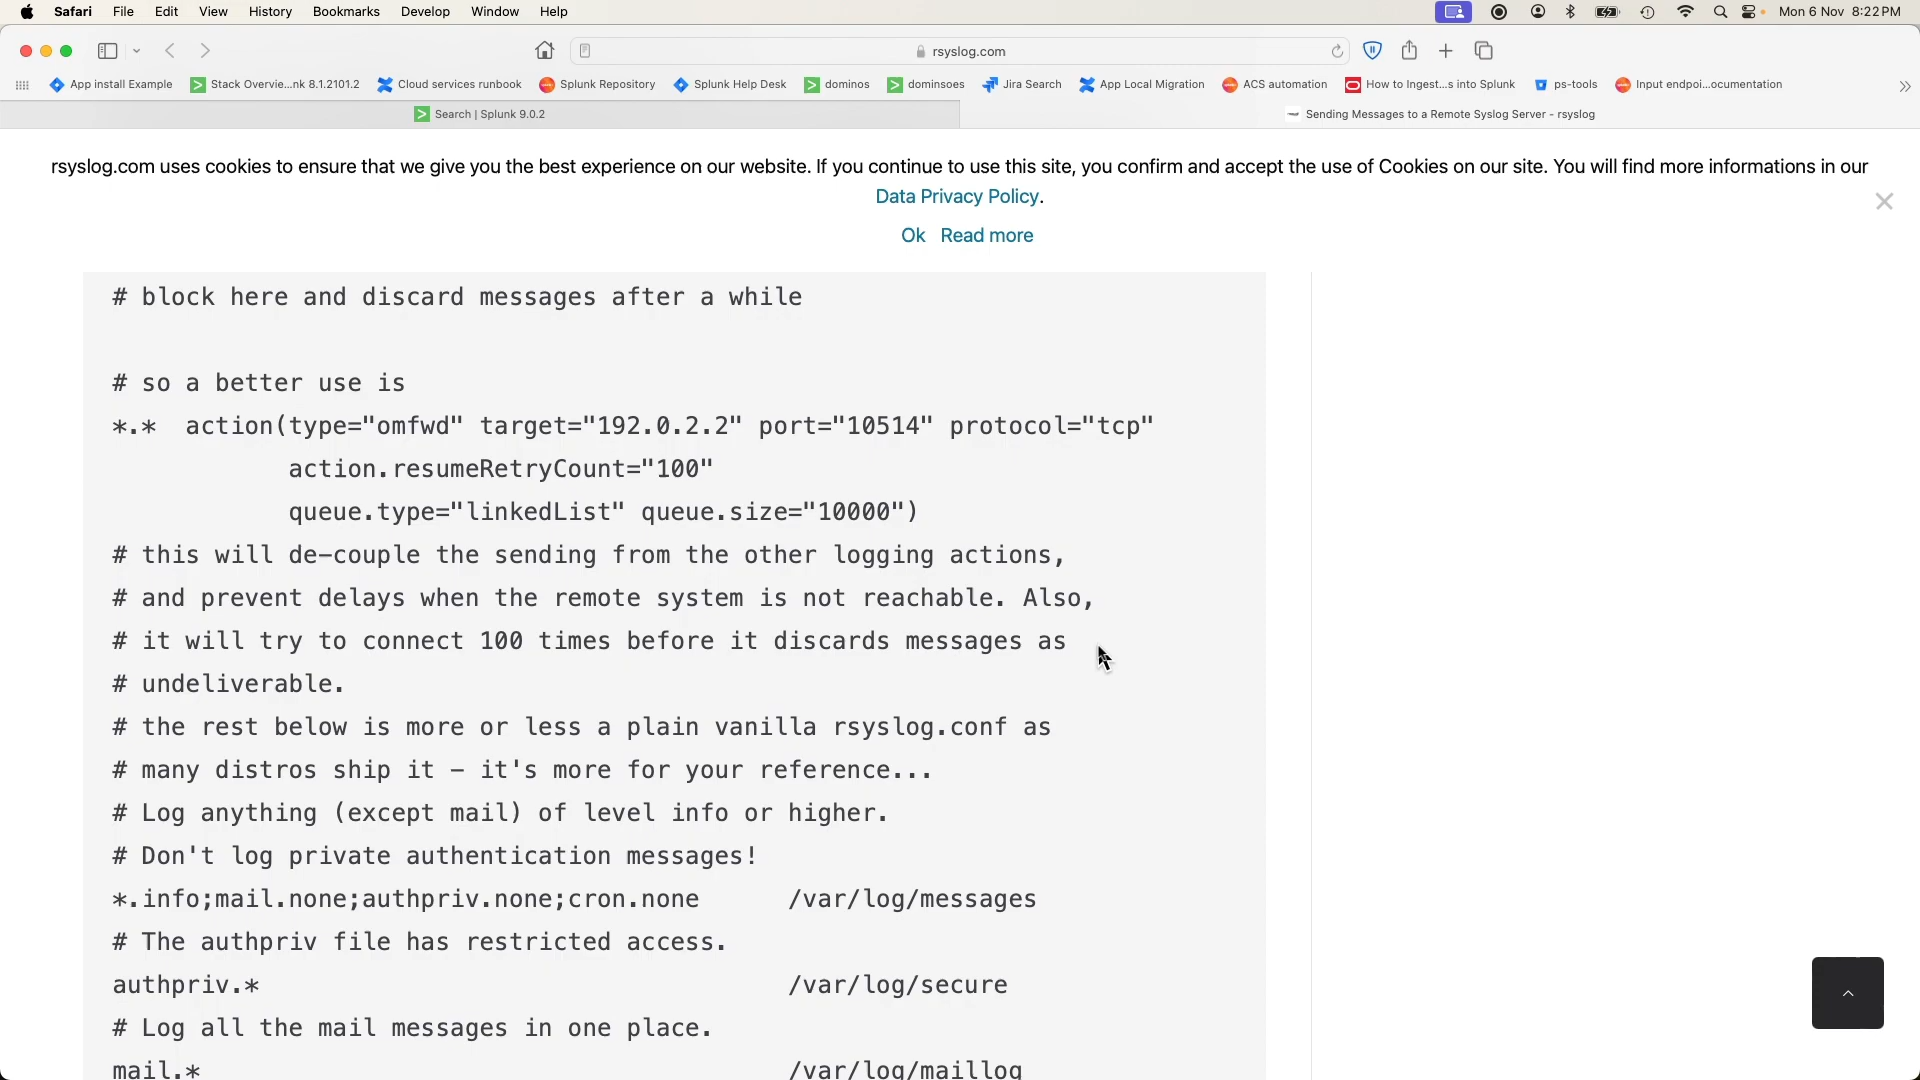 Safari File Edit View History Bookmarks Develop Window Help Mon 6 Nov 8:22 PM
rsyslog.com
App install Example Stack Overvie...nk 8.1.2101.2 Cloud services runbook Splunk Repository Splunk Help Desk dominos dominsoes Jira Search App Local Migration ACS automation How to Ingest...s into Splunk ps-tools Input endpoi...ocumentation
Search | Splunk 9.0.2 Sending Messages to a Remote Syslog Server - rsyslog
rsyslog.com uses cookies to ensure that we give you the best experience on our website. If you continue to use this site, you confirm and accept the use of Cookies on our site. You will find more informations in our
Data Privacy Policy.
Ok Read more
# block here and discard messages after a while
# so a better use is
*.*  action(type="omfwd" target="192.0.2.2" port="10514" protocol="tcp"
            action.resumeRetryCount="100"
            queue.type="linkedList" queue.size="10000")
# this will de-couple the sending from the other logging actions,
# and prevent delays when the remote system is not reachable. Also,
# it will try to connect 100 times before it discards messages as
# undeliverable.
# the rest below is more or less a plain vanilla rsyslog.conf as
# many distros ship it – it's more for your reference...
# Log anything (except mail) of level info or higher.
# Don't log private authentication messages!
*.info;mail.none;authpriv.none;cron.none      /var/log/messages
# The authpriv file has restricted access.
authpriv.*                                    /var/log/secure
# Log all the mail messages in one place.
mail.*                                        /var/log/maillog